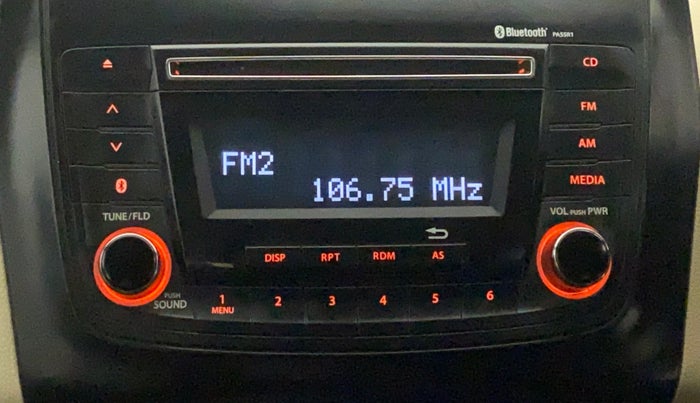 Bluetooth® PA5SR1
CD
FM
FM2
AM
106.75 MHz
MEDIA
TUNE/FLD
VOL PUSH PWR
DISP RPT RDM AS
PUSH
SOUND
1 2 3 4 5 6
MENU